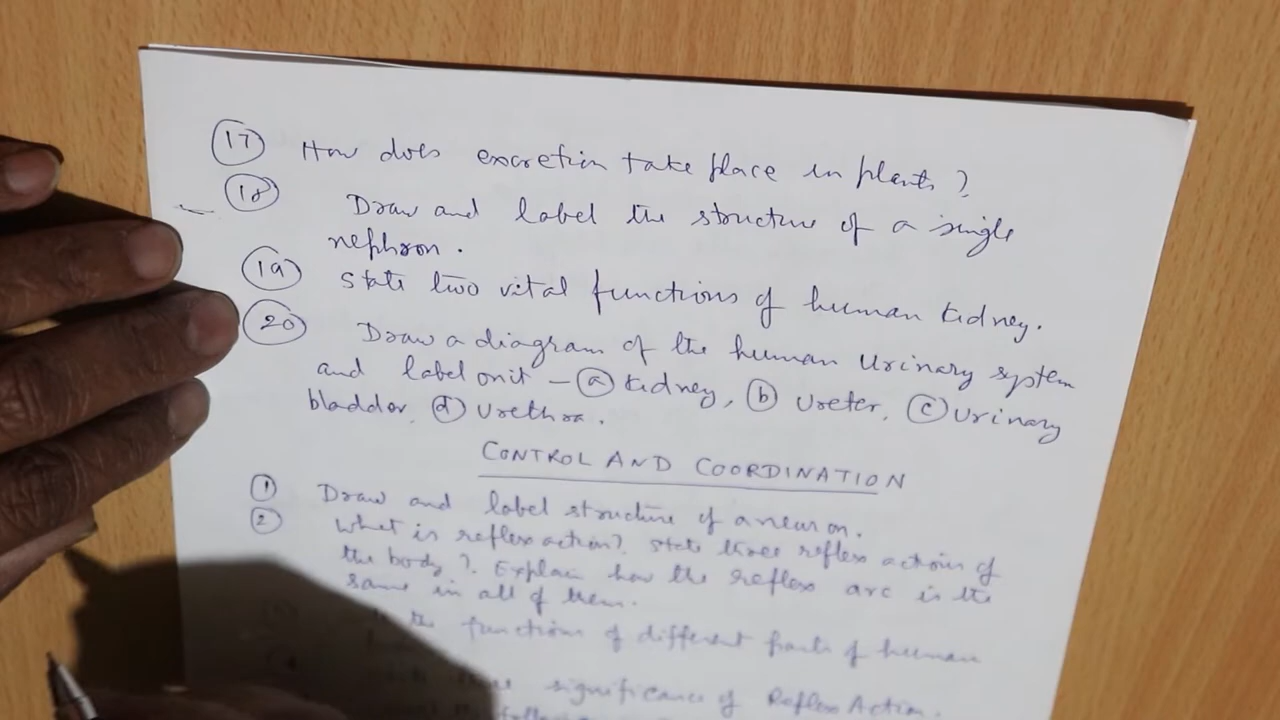 17 How does excretion take place in plants ?
18 Draw and label the structure of a single
nephron.
19 State two vital functions of human kidney.
20 Draw a diagram of the human Urinary system
and label on it – a kidney, b Ureter, c Urinary
bladder, d Urethra.
CONTROL AND COORDINATION
1 Draw and label structure of a neuron.
2 What is reflex action? State three reflex actions of
the body ?. Explain how the reflex arc is the
same in all of them.
the functions of different parts of human
significance of Reflex Action.